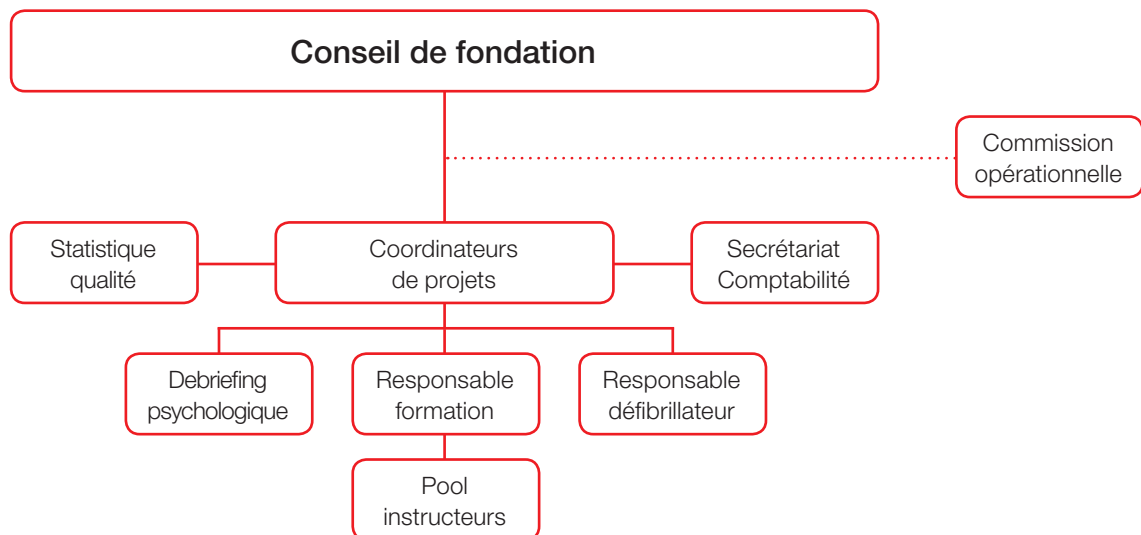 Conseil de fondation
Commission
opérationnelle
Statistique
qualité
Coordinateurs
de projets
Secrétariat
Comptabilité
Debriefing
psychologique
Responsable
formation
Responsable
défibrillateur
Pool
instructeurs